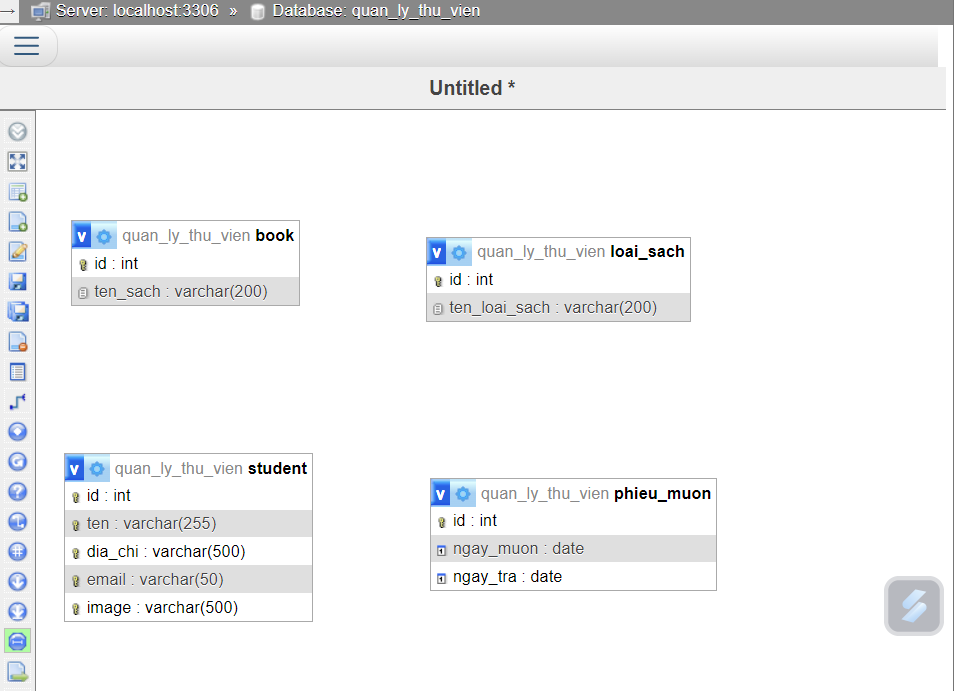 Server: localhost:3306 » Database: quan_ly_thu_vien
Untitled *
v quan_ly_thu_vien book
id : int
ten_sach : varchar(200)
v quan_ly_thu_vien loai_sach
id : int
ten_loai_sach : varchar(200)
v quan_ly_thu_vien student
id : int
ten : varchar(255)
dia_chi : varchar(500)
email : varchar(50)
image : varchar(500)
v quan_ly_thu_vien phieu_muon
id : int
ngay_muon : date
ngay_tra : date